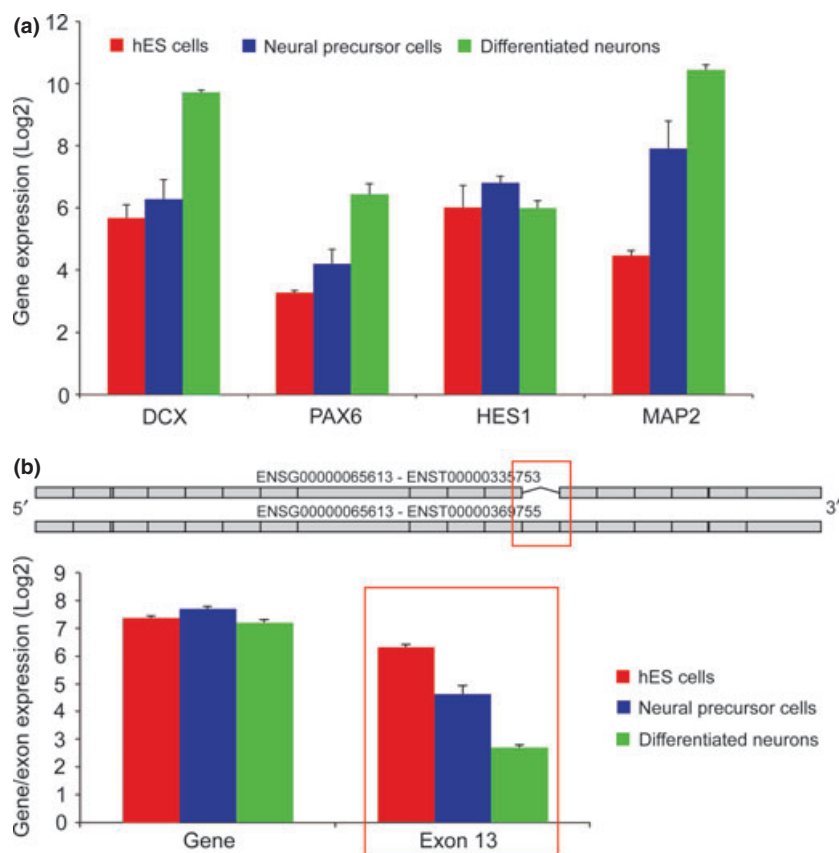 (a)
hES cells Neural precursor cells Differentiated neurons
Gene expression (Log2)
12
10
8
6
4
2
0
DCX PAX6 HES1 MAP2
(b)
ENSG00000065613 - ENST00000335753
5′ 3′
ENSG00000065613 - ENST00000369755
Gene/exon expression (Log2)
9
8
7
6
5
4
3
2
1
0
Gene Exon 13
hES cells
Neural precursor cells
Differentiated neurons